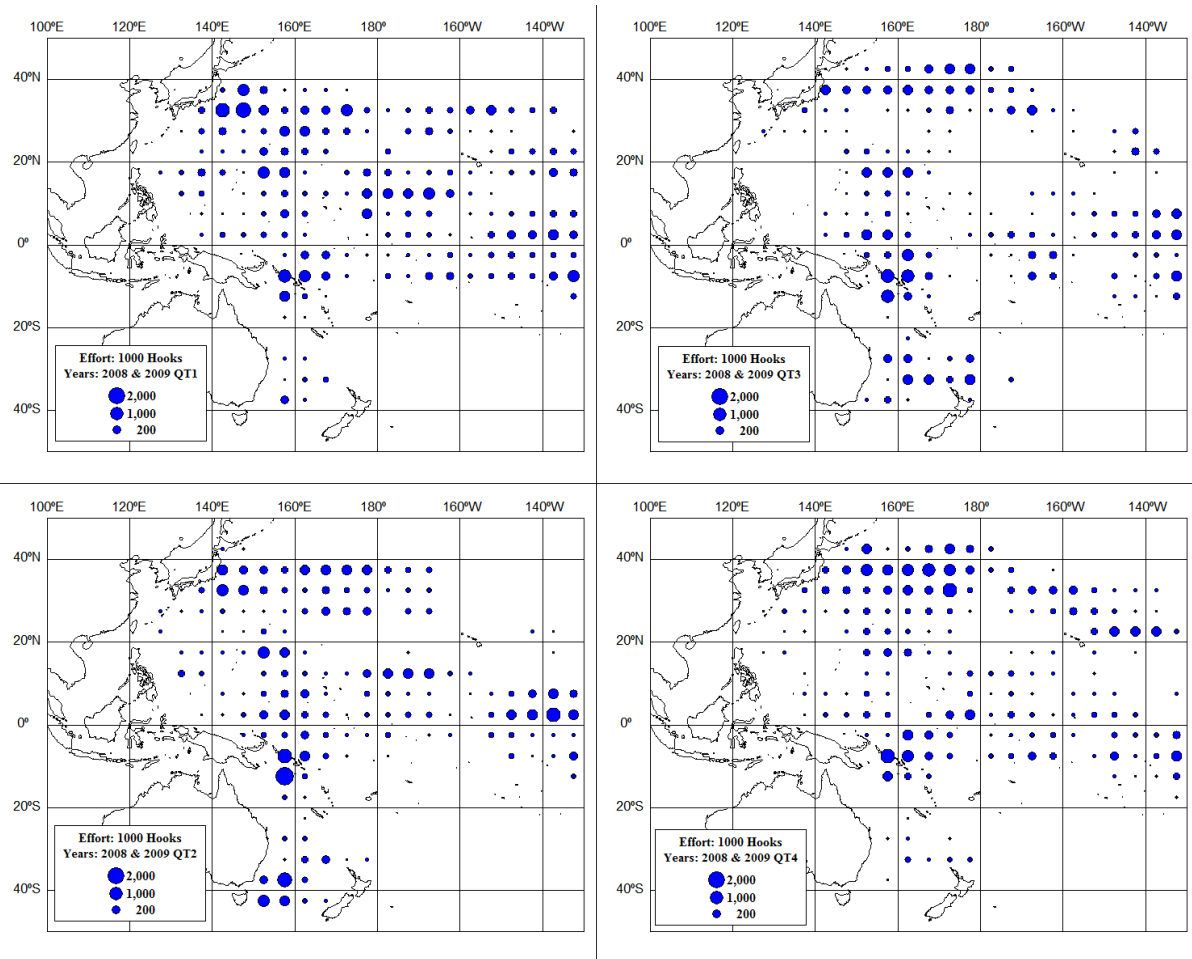 100ºE 120ºE 140ºE 160ºE 180º 160ºW 140ºW
40ºN
20ºN
0º
20ºS
40ºS
Effort: 1000 Hooks
Years: 2008 & 2009 QT1
2,000
1,000
200
100ºE 120ºE 140ºE 160ºE 180º 160ºW 140ºW
40ºN
20ºN
0º
20ºS
40ºS
Effort: 1000 Hooks
Years: 2008 & 2009 QT3
2,000
1,000
200
100ºE 120ºE 140ºE 160ºE 180º 160ºW 140ºW
40ºN
20ºN
0º
20ºS
40ºS
Effort: 1000 Hooks
Years: 2008 & 2009 QT2
2,000
1,000
200
100ºE 120ºE 140ºE 160ºE 180º 160ºW 140ºW
40ºN
20ºN
0º
20ºS
40ºS
Effort: 1000 Hooks
Years: 2008 & 2009 QT4
2,000
1,000
200